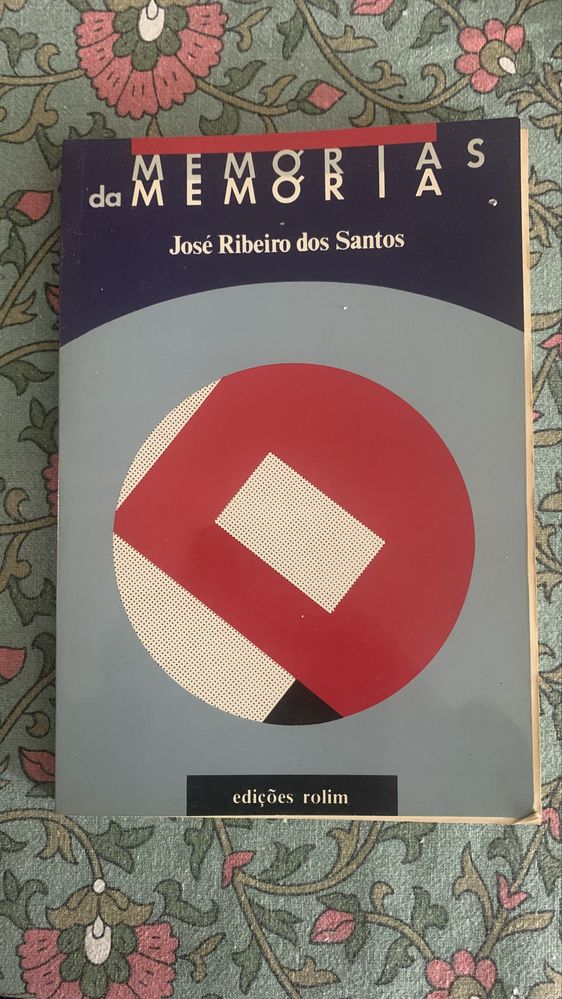 MEMÓRIAS
da MEMÓRIA
José Ribeiro dos Santos
edições rolim